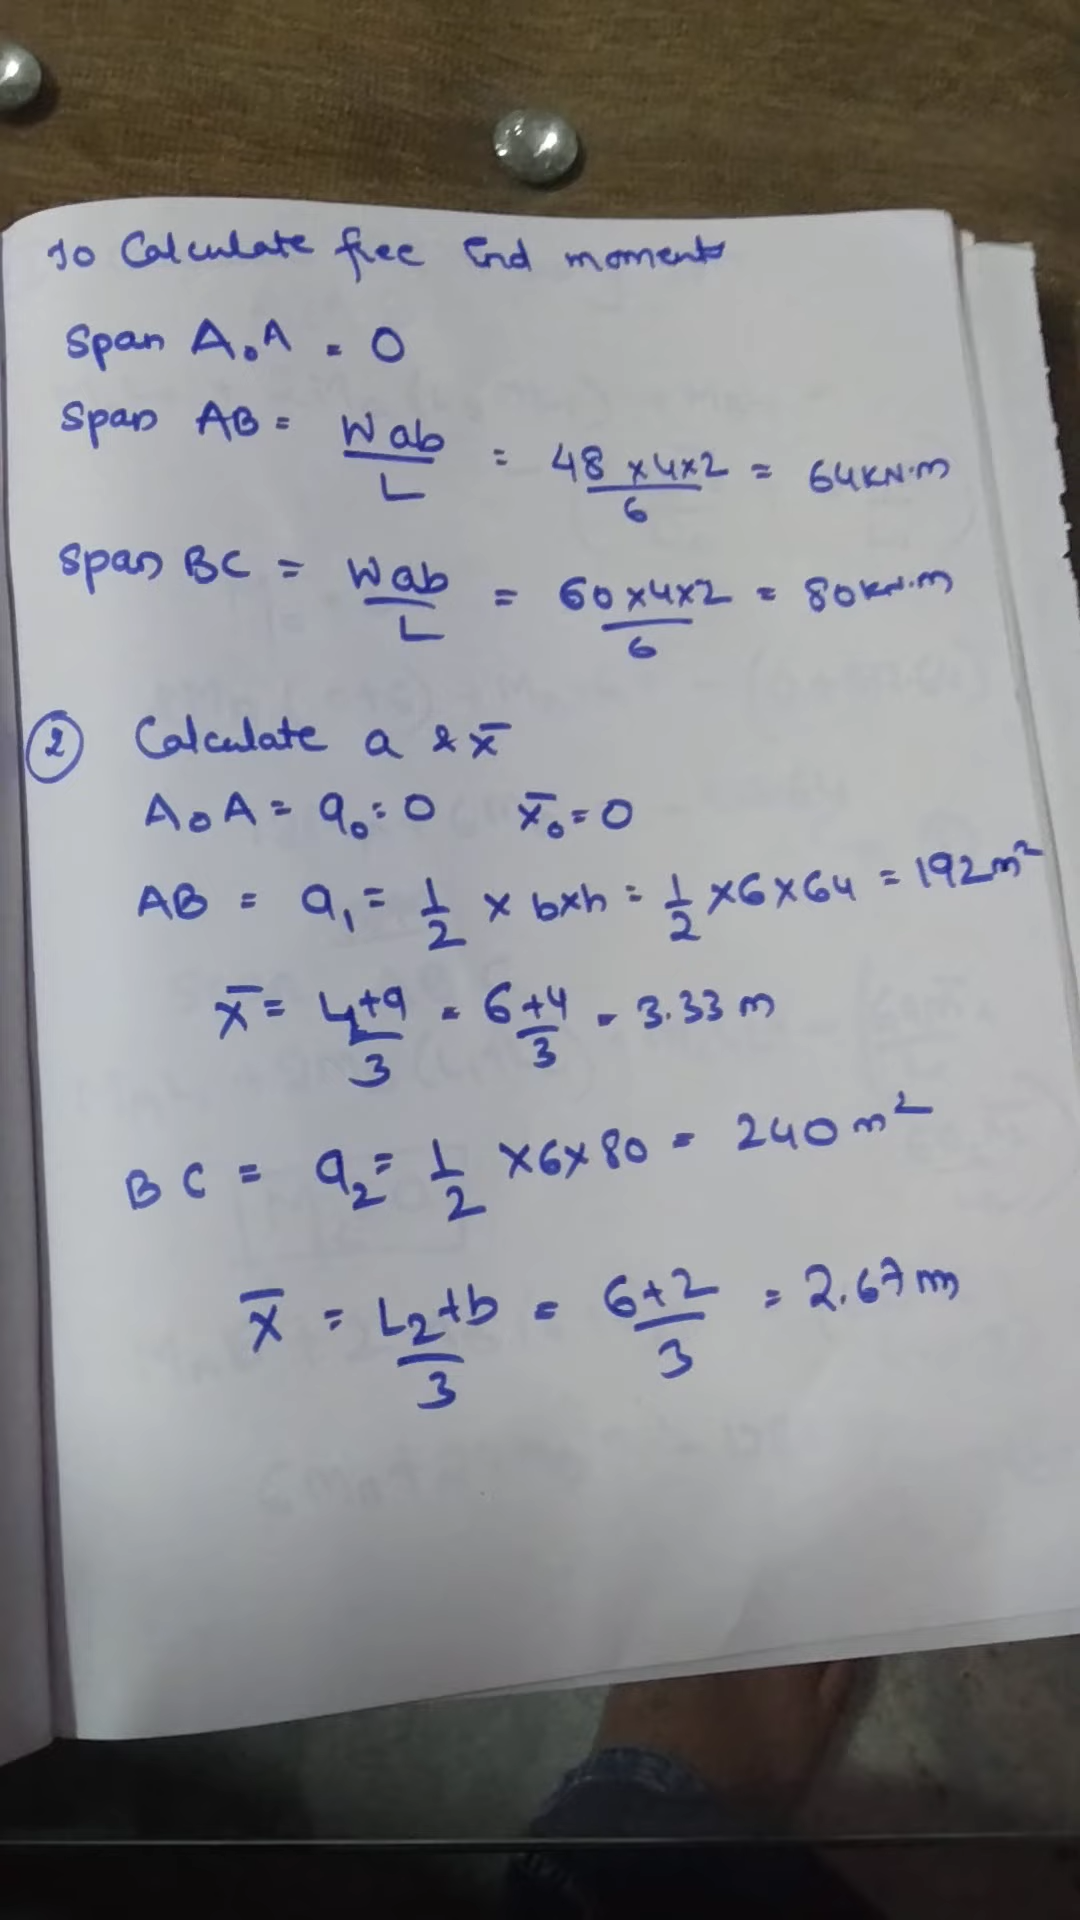 To Calculate free End moments
Span A₀A = 0
Span AB = Wab/L = 48×4×2/6 = 64KN.m
Span BC = Wab/L = 60×4×2/6 = 80KN.m
② Calculate a & x̄
A₀A = a₀ = 0 x̄₀ = 0
AB = a₁ = 1/2 × b×h = 1/2 ×6×64 = 192m²
x̄ = L+a/3 = 6+4/3 = 3.33 m
BC = a₂ = 1/2 ×6×80 = 240m²
x̄ = L₂+b/3 = 6+2/3 = 2.67m